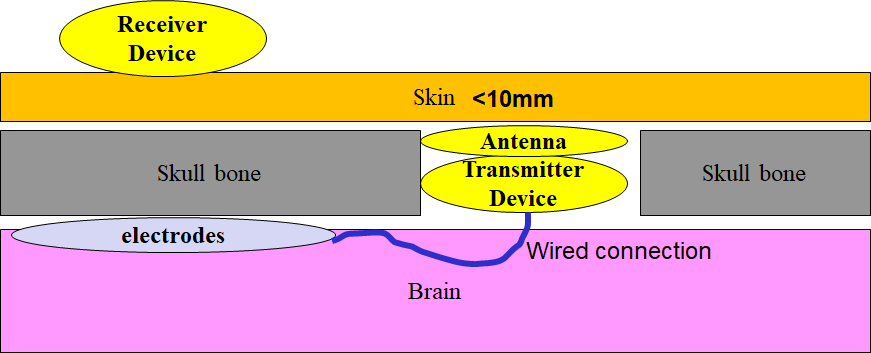 Receiver
Device
Skin <10mm
Antenna
Skull bone
Transmitter
Device
Skull bone
electrodes
Wired connection
Brain